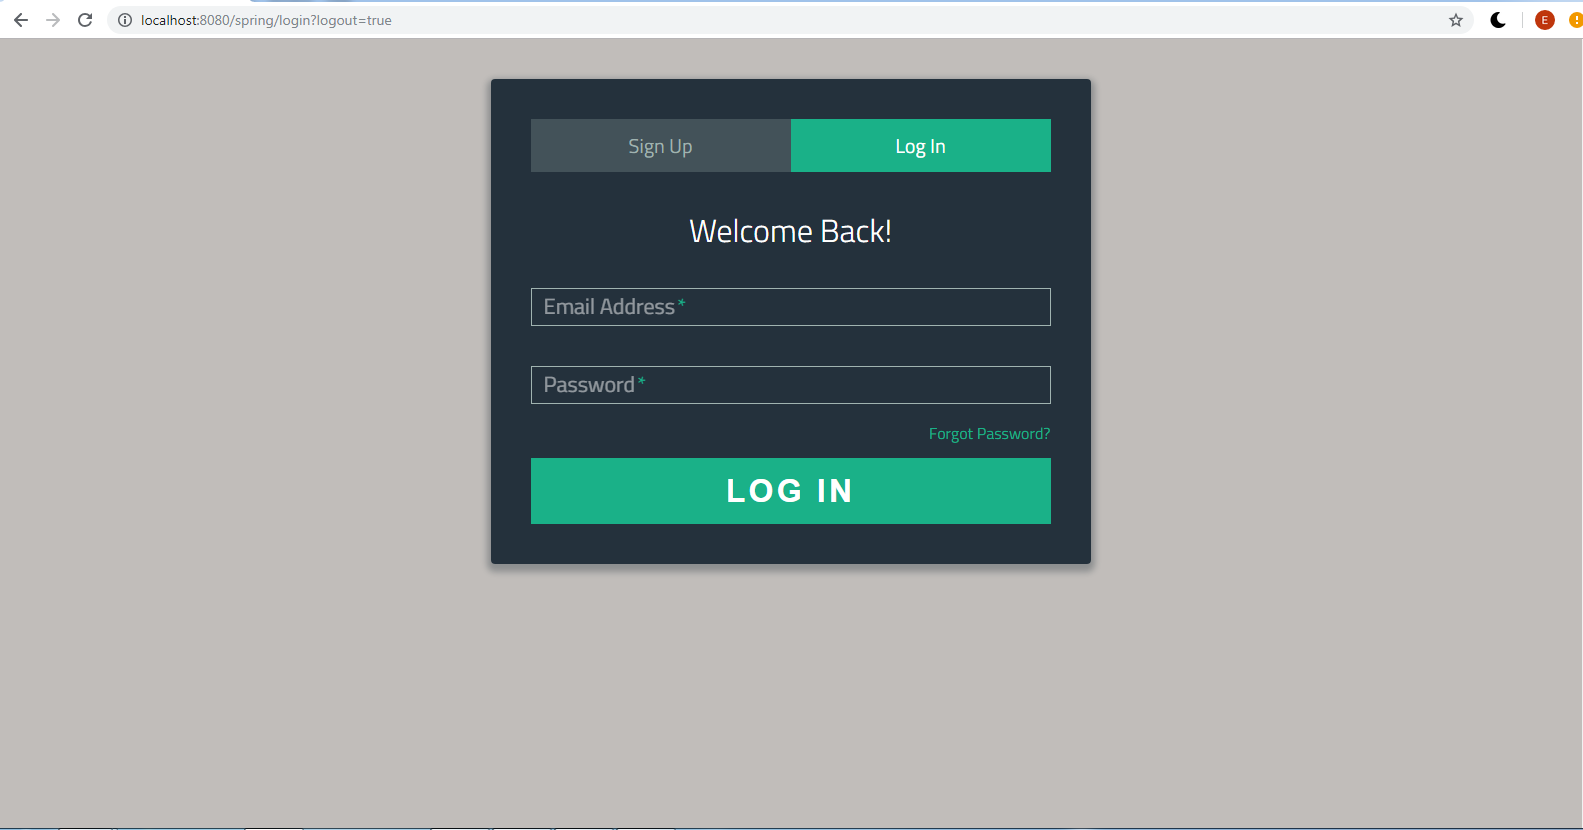 localhost:8080/spring/login?logout=true
E
Sign Up
Log In
Welcome Back!
Email Address*
Password*
Forgot Password?
LOG IN